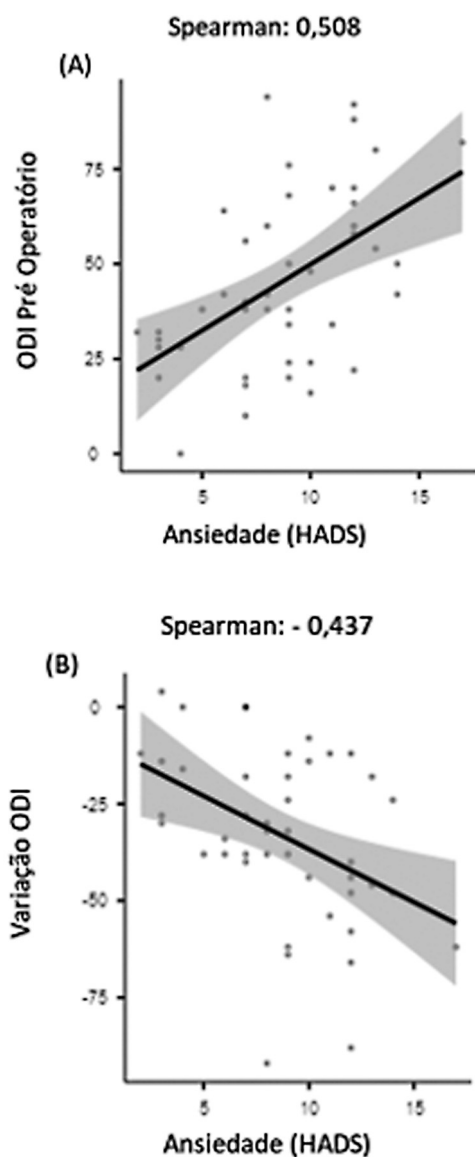 Spearman: 0,508
(A)
ODI Pré Operatório
75
50
25
0
5 10 15
Ansiedade (HADS)
Spearman: - 0,437
(B)
Variação ODI
0
-25
-50
-75
5 10 15
Ansiedade (HADS)